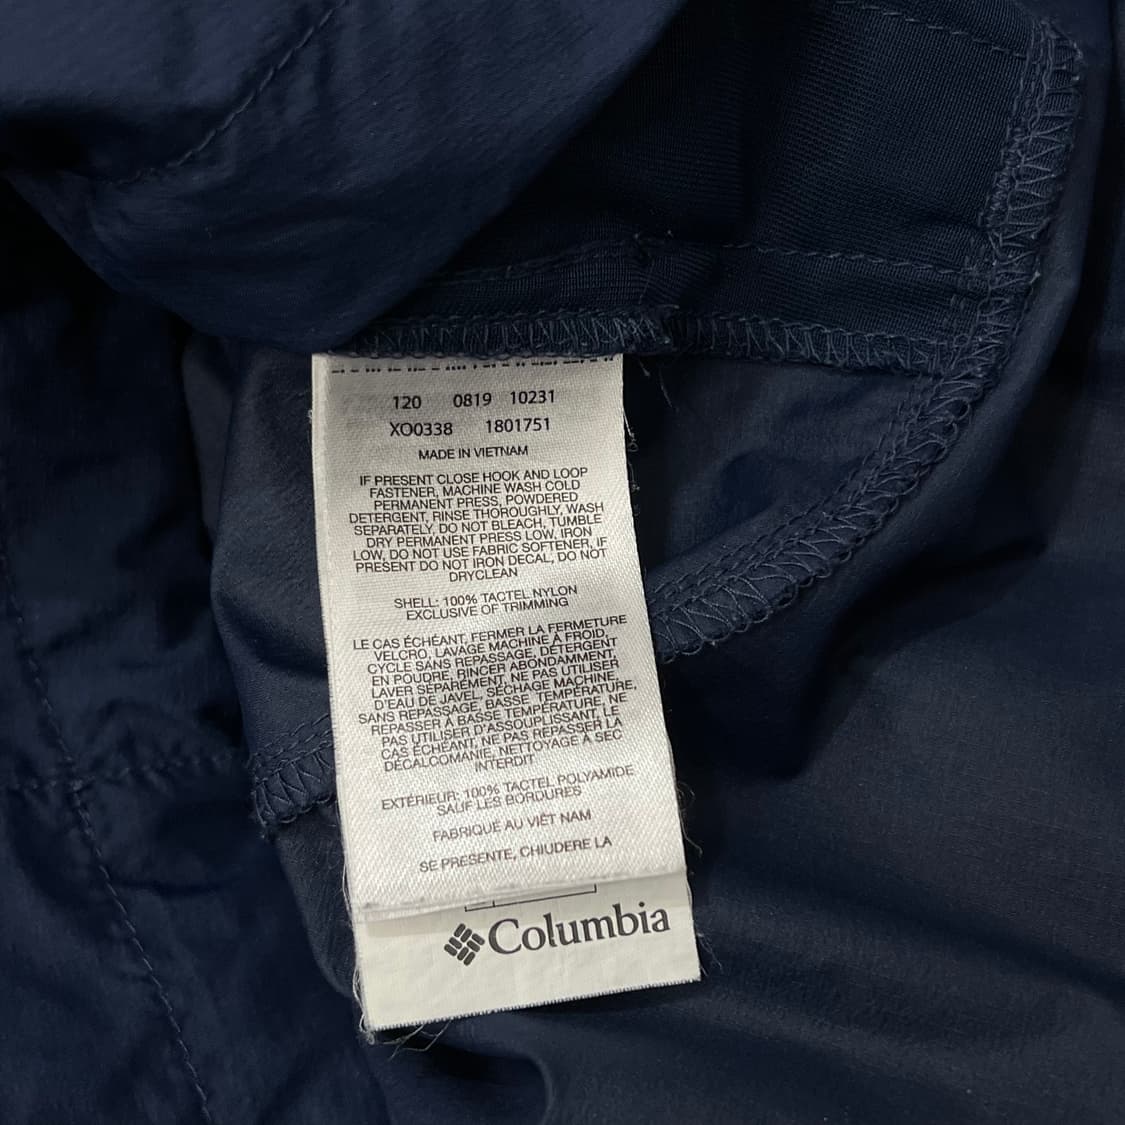 120 0819 10231
XO0338 1801751
MADE IN VIETNAM
IF PRESENT CLOSE HOOK AND LOOP
FASTENER, MACHINE WASH COLD
PERMANENT PRESS, POWDERED
DETERGENT, RINSE THOROUGHLY, WASH
SEPARATELY, DO NOT BLEACH, TUMBLE
DRY PERMANENT PRESS LOW, IRON
LOW, DO NOT USE FABRIC SOFTENER, IF
PRESENT DO NOT IRON DECAL, DO NOT
DRYCLEAN
SHELL: 100% TACTEL NYLON
EXCLUSIVE OF TRIMMING
LE CAS ÉCHÉANT, FERMER LA FERMETURE
VELCRO, LAVAGE MACHINE À FROID,
CYCLE SANS REPASSAGE, DÉTERGENT
EN POUDRE, RINCER ABONDAMMENT,
LAVER SÉPARÉMENT, NE PAS UTILISER
D'EAU DE JAVEL, SÉCHAGE MACHINE,
SANS REPASSAGE, BASSE TEMPÉRATURE,
REPASSER À BASSE TEMPÉRATURE, NE
PAS UTILISER D'ASSOUPLISSANT, LE
CAS ÉCHÉANT, NE PAS REPASSER LA
DÉCALCOMANIE, NETTOYAGE À SEC
INTERDIT
EXTÉRIEUR: 100% TACTEL POLYAMIDE
SAUF LES BORDURES
FABRIQUÉ AU VIÊT NAM
SE PRESENTE, CHIUDERE LA
Columbia